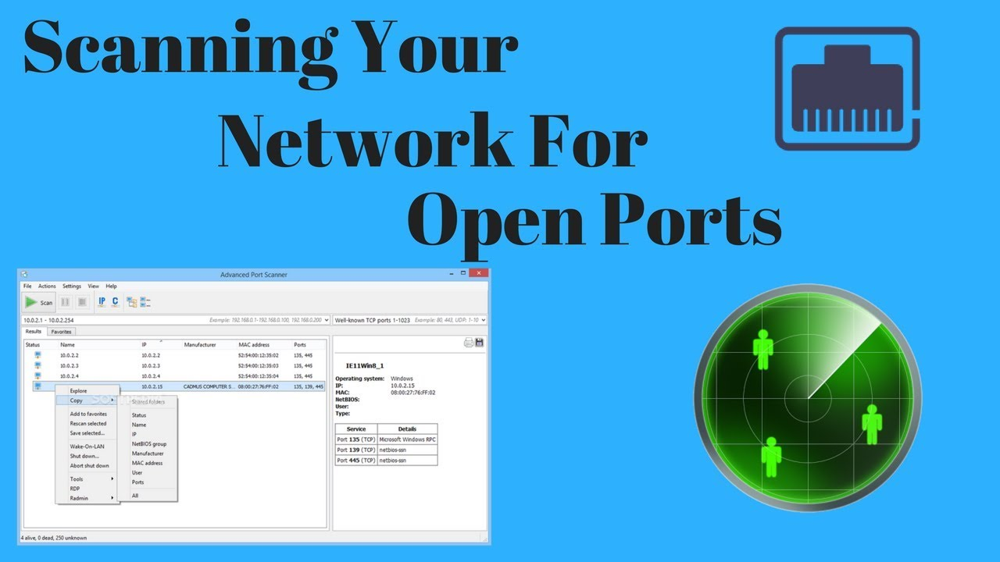 Scanning Your
Network For
Open Ports
Advanced Port Scanner
File Actions Settings View Help
Scan IP C
10.0.2.1 - 10.0.2.254 Example: 192.168.0.1-192.168.0.100, 192.168.0.200 Well-known TCP ports 1-1023 Example: 80, 443, UDP: 1-10
Results Favorites
Status Name IP Manufacturer MAC address Ports
10.0.2.2 10.0.2.2 52:54:00:12:35:02 135, 445
10.0.2.3 10.0.2.3 52:54:00:12:35:03 135, 445
10.0.2.4 10.0.2.4 52:54:00:12:35:04 135, 445
10.0.2.15 CADMUS COMPUTER S... 08:00:27:76:FF:02 135, 139, 445
Explore
Copy
Add to favorites
Rescan selected
Save selected...
Wake-On-LAN
Shut down...
Abort shut down
Tools
RDP
Radmin
Shared folders
Status
Name
IP
NetBIOS group
Manufacturer
MAC address
User
Ports
All
IE11Win8_1
Operating system: Windows
IP: 10.0.2.15
MAC: 08:00:27:76:FF:02
NetBIOS:
User:
Type:
Service Details
Port 135 (TCP) Microsoft Windows RPC
Port 139 (TCP) netbios-ssn
Port 445 (TCP) netbios-ssn
4 alive, 0 dead, 250 unknown